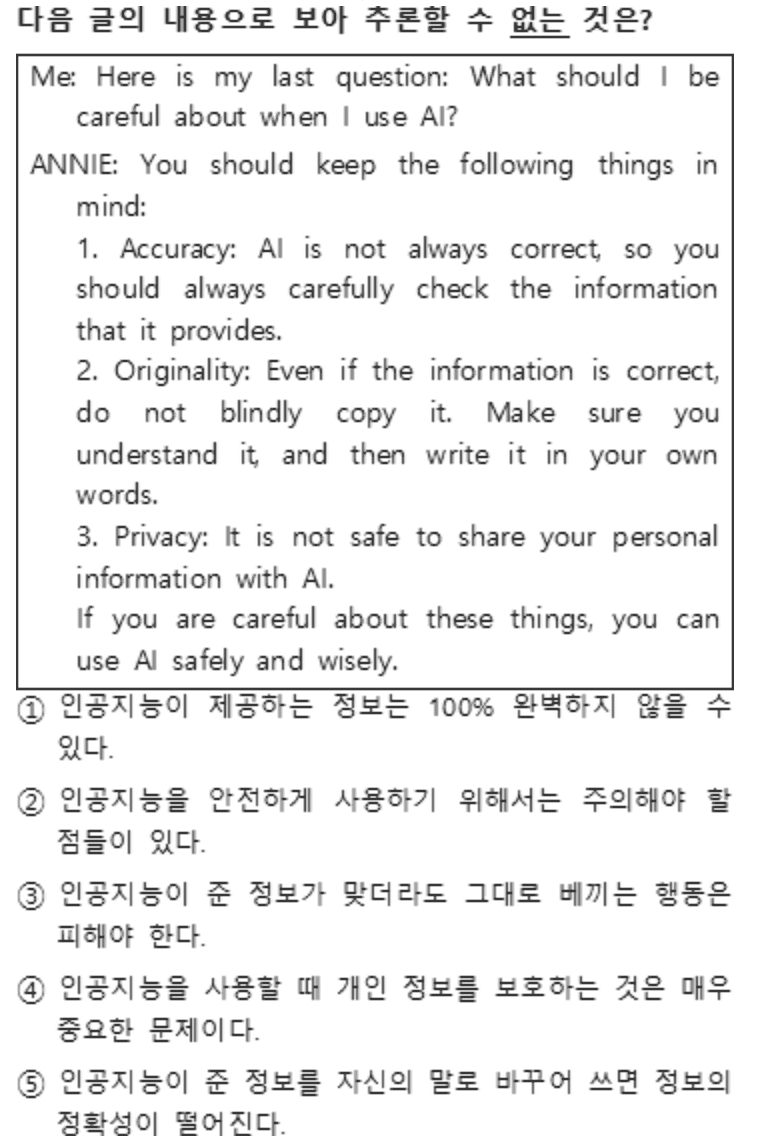 다음 글의 내용으로 보아 추론할 수 없는 것은?
Me: Here is my last question: What should I be
careful about when I use AI?
ANNIE: You should keep the following things in
mind:
1. Accuracy: AI is not always correct, so you
should always carefully check the information
that it provides.
2. Originality: Even if the information is correct,
do not blindly copy it. Make sure you
understand it, and then write it in your own
words.
3. Privacy: It is not safe to share your personal
information with AI.
If you are careful about these things, you can
use AI safely and wisely.
① 인공지능이 제공하는 정보는 100% 완벽하지 않을 수
있다.
② 인공지능을 안전하게 사용하기 위해서는 주의해야 할
점들이 있다.
③ 인공지능이 준 정보가 맞더라도 그대로 베끼는 행동은
피해야 한다.
④ 인공지능을 사용할 때 개인 정보를 보호하는 것은 매우
중요한 문제이다.
⑤ 인공지능이 준 정보를 자신의 말로 바꾸어 쓰면 정보의
정확성이 떨어진다.